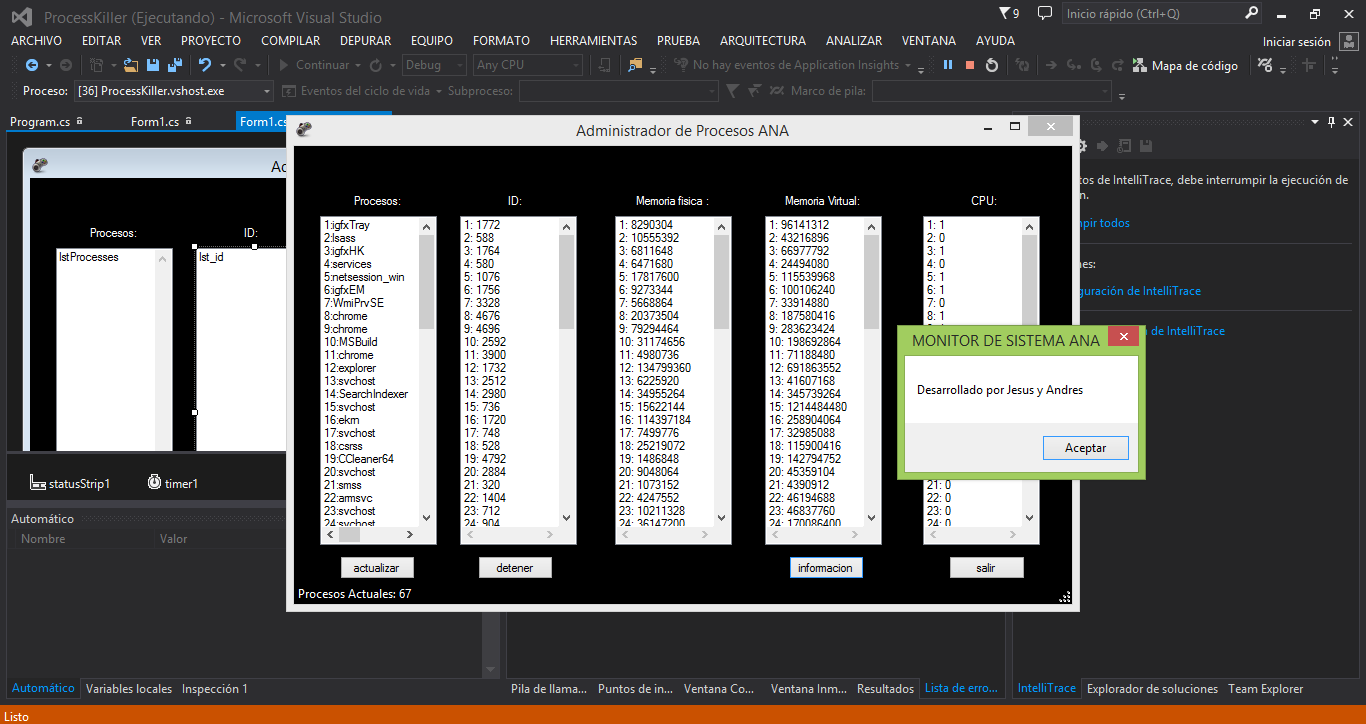 ProcessKiller (Ejecutando) - Microsoft Visual Studio
9
Inicio rápido (Ctrl+Q)
ARCHIVO EDITAR VER PROYECTO COMPILAR DEPURAR EQUIPO FORMATO HERRAMIENTAS PRUEBA ARQUITECTURA ANALIZAR VENTANA AYUDA
Iniciar sesión
Continuar Debug Any CPU No hay eventos de Application Insights Mapa de código
Proceso: [36] ProcessKiller.vshost.exe Eventos del ciclo de vida Subproceso: Marco de pila:
Program.cs Form1.cs Form1.cs
Administrador de Procesos ANA
Procesos: ID:
lstProcesses lst_id
Procesos: ID: Memoria fisica : Memoria Virtual: CPU:
1:igfxTray 1: 1772 1: 8290304 1: 96141312 1: 1
2:lsass 2: 588 2: 10555392 2: 43216896 2: 0
3:igfxHK 3: 1764 3: 6811648 3: 66977792 3: 1
4:services 4: 580 4: 6471680 4: 24494080 4: 0
5:netsession_win 5: 1076 5: 17817600 5: 115539968 5: 1
6:igfxEM 6: 1756 6: 9273344 6: 100106240 6: 1
7:WmiPrvSE 7: 3328 7: 5668864 7: 33914880 7: 0
8:chrome 8: 4676 8: 20373504 8: 187580416 8: 1
9:chrome 9: 4696 9: 79294464 9: 283623424
10:MSBuild 10: 2592 10: 31174656 10: 198692864
11:chrome 11: 3900 11: 4980736 11: 71188480
12:explorer 12: 1732 12: 134799360 12: 691863552
13:svchost 13: 2512 13: 6225920 13: 41607168
14:SearchIndexer 14: 2980 14: 34955264 14: 345739264
15:svchost 15: 736 15: 15622144 15: 1214484480
16:ekrn 16: 1720 16: 114397184 16: 258904064
17:svchost 17: 748 17: 7499776 17: 32985088
18:csrss 18: 528 18: 25219072 18: 115900416
19:CCleaner64 19: 4792 19: 1486848 19: 142794752
20:svchost 20: 2884 20: 9048064 20: 45359104
21:smss 21: 320 21: 1073152 21: 4390912 21: 0
22:armsvc 22: 1404 22: 4247552 22: 46194688 22: 0
23:svchost 23: 712 23: 10211328 23: 46837760 23: 0
24:svchost 24: 904 24: 36147200 24: 170086400 24: 0
actualizar detener informacion salir
Procesos Actuales: 67
MONITOR DE SISTEMA ANA
Desarrollado por Jesus y Andres
Aceptar
tos de IntelliTrace, debe interrumpir la ejecución de
n.
mpir todos
nes:
guración de IntelliTrace
de IntelliTrace
statusStrip1 timer1
Automático
Nombre Valor
Automático Variables locales Inspección 1
Pila de llama... Puntos de in... Ventana Co... Ventana Inm... Resultados Lista de erro...
IntelliTrace Explorador de soluciones Team Explorer
Listo